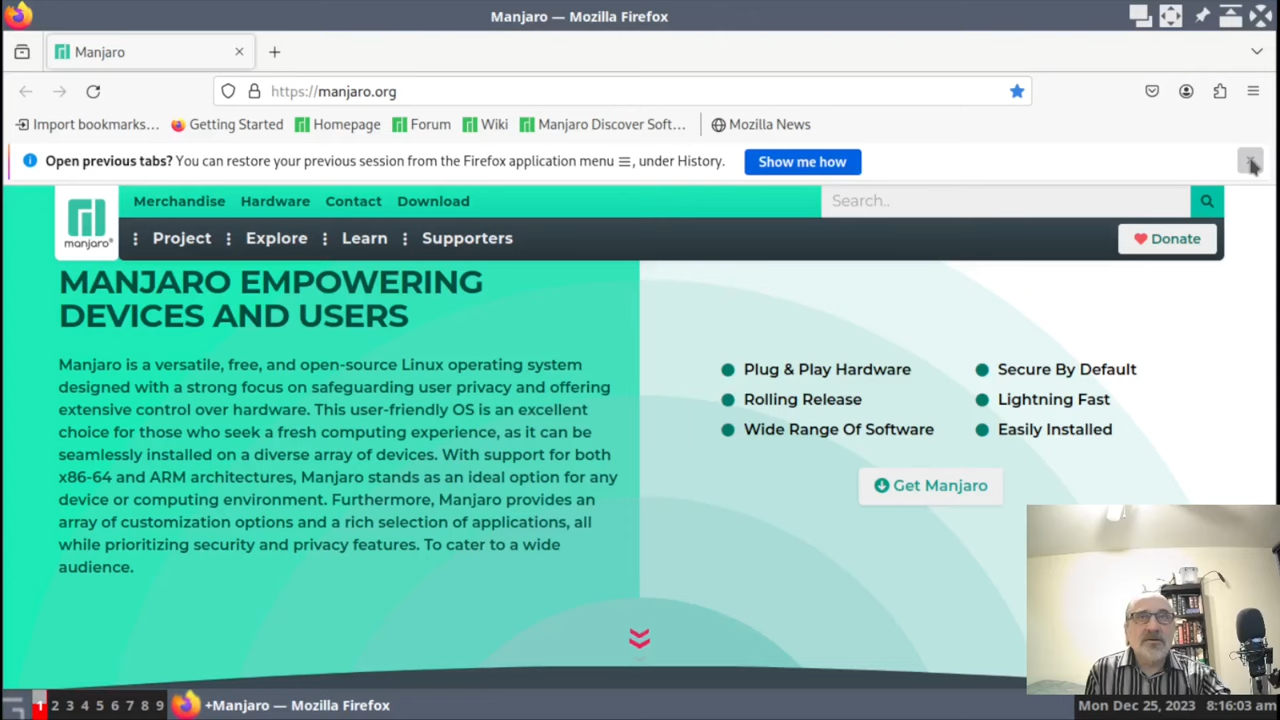 Manjaro — Mozilla Firefox
Manjaro
https://manjaro.org
Import bookmarks... Getting Started Homepage Forum Wiki Manjaro Discover Soft... Mozilla News
Open previous tabs? You can restore your previous session from the Firefox application menu ☰, under History. Show me how
Merchandise Hardware Contact Download Search..
manjaro®
Project Explore Learn Supporters Donate
MANJARO EMPOWERING
DEVICES AND USERS
Manjaro is a versatile, free, and open-source Linux operating system
designed with a strong focus on safeguarding user privacy and offering
extensive control over hardware. This user-friendly OS is an excellent
choice for those who seek a fresh computing experience, as it can be
seamlessly installed on a diverse array of devices. With support for both
x86-64 and ARM architectures, Manjaro stands as an ideal option for any
device or computing environment. Furthermore, Manjaro provides an
array of customization options and a rich selection of applications, all
while prioritizing security and privacy features. To cater to a wide
audience.
Plug & Play Hardware
Rolling Release
Wide Range Of Software
Secure By Default
Lightning Fast
Easily Installed
Get Manjaro
1 2 3 4 5 6 7 8 9 +Manjaro — Mozilla Firefox Mon Dec 25, 2023 8:16:03 am